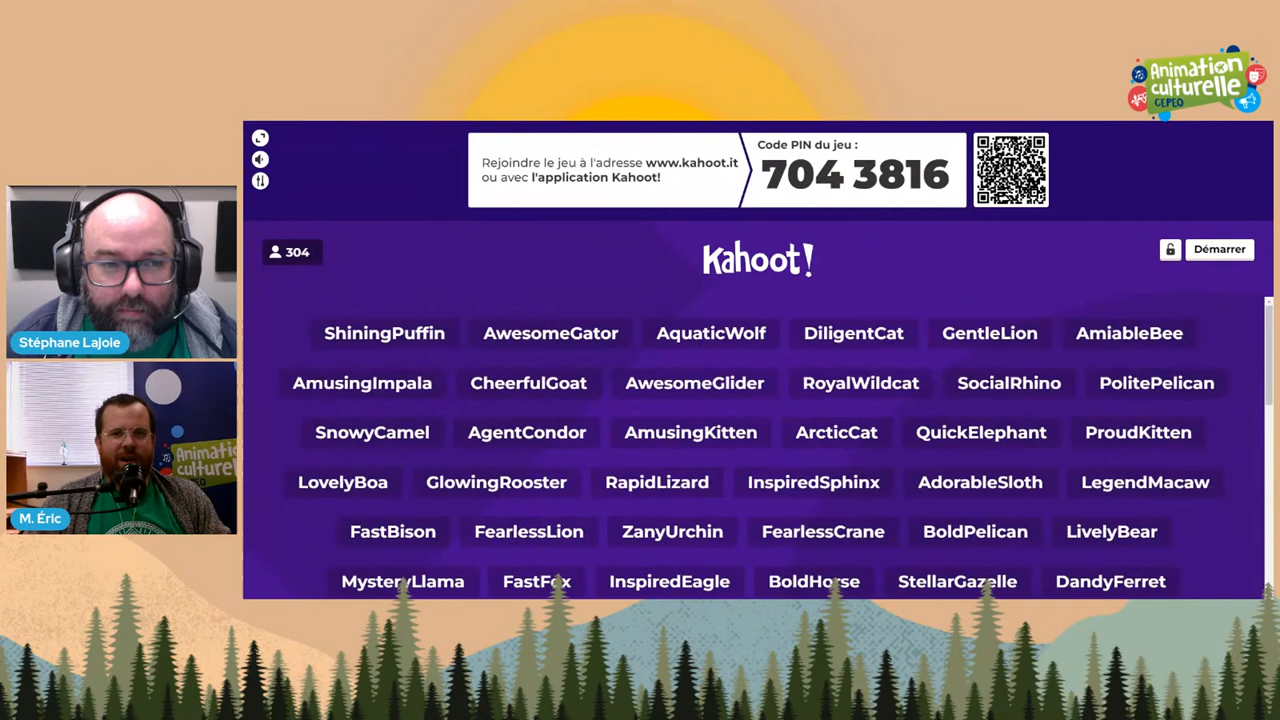 Animation
culturelle
CEPEO
Rejoindre le jeu à l'adresse www.kahoot.it
ou avec l'application Kahoot!
Code PIN du jeu :
704 3816
304
Kahoot!
Démarrer
ShiningPuffin AwesomeGator AquaticWolf DiligentCat GentleLion AmiableBee
AmusingImpala CheerfulGoat AwesomeGlider RoyalWildcat SocialRhino PolitePelican
SnowyCamel AgentCondor AmusingKitten ArcticCat QuickElephant ProudKitten
LovelyBoa GlowingRooster RapidLizard InspiredSphinx AdorableSloth LegendMacaw
FastBison FearlessLion ZanyUrchin FearlessCrane BoldPelican LivelyBear
MysteryLlama FastFox InspiredEagle BoldHorse StellarGazelle DandyFerret
Stéphane Lajoie
Animation
culturelle
CEPEO
M. Éric